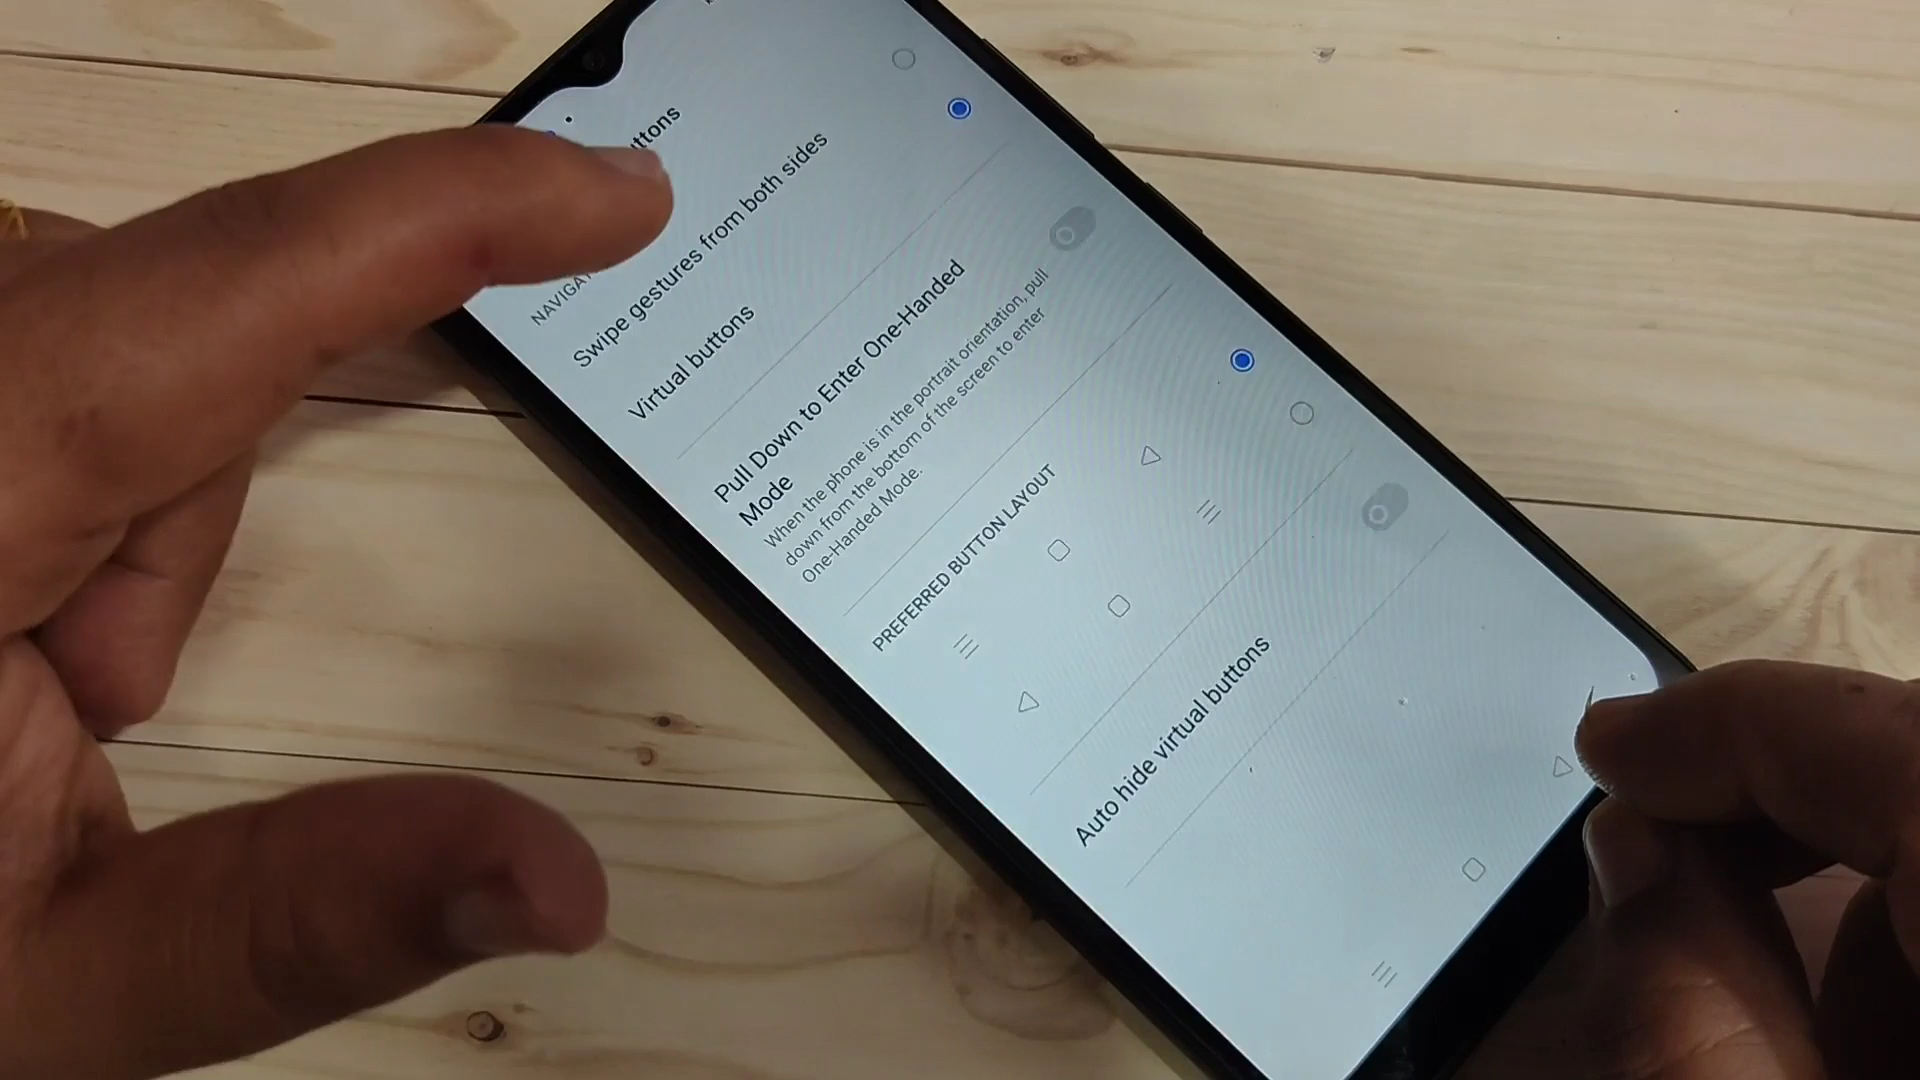 Swipe gestures from both sides
Virtual buttons
Pull Down to Enter One-Handed
Mode
When the phone is in the portrait orientation, pull
down from the bottom of the screen to enter
One-Handed Mode.
PREFERRED BUTTON LAYOUT
Auto hide virtual buttons